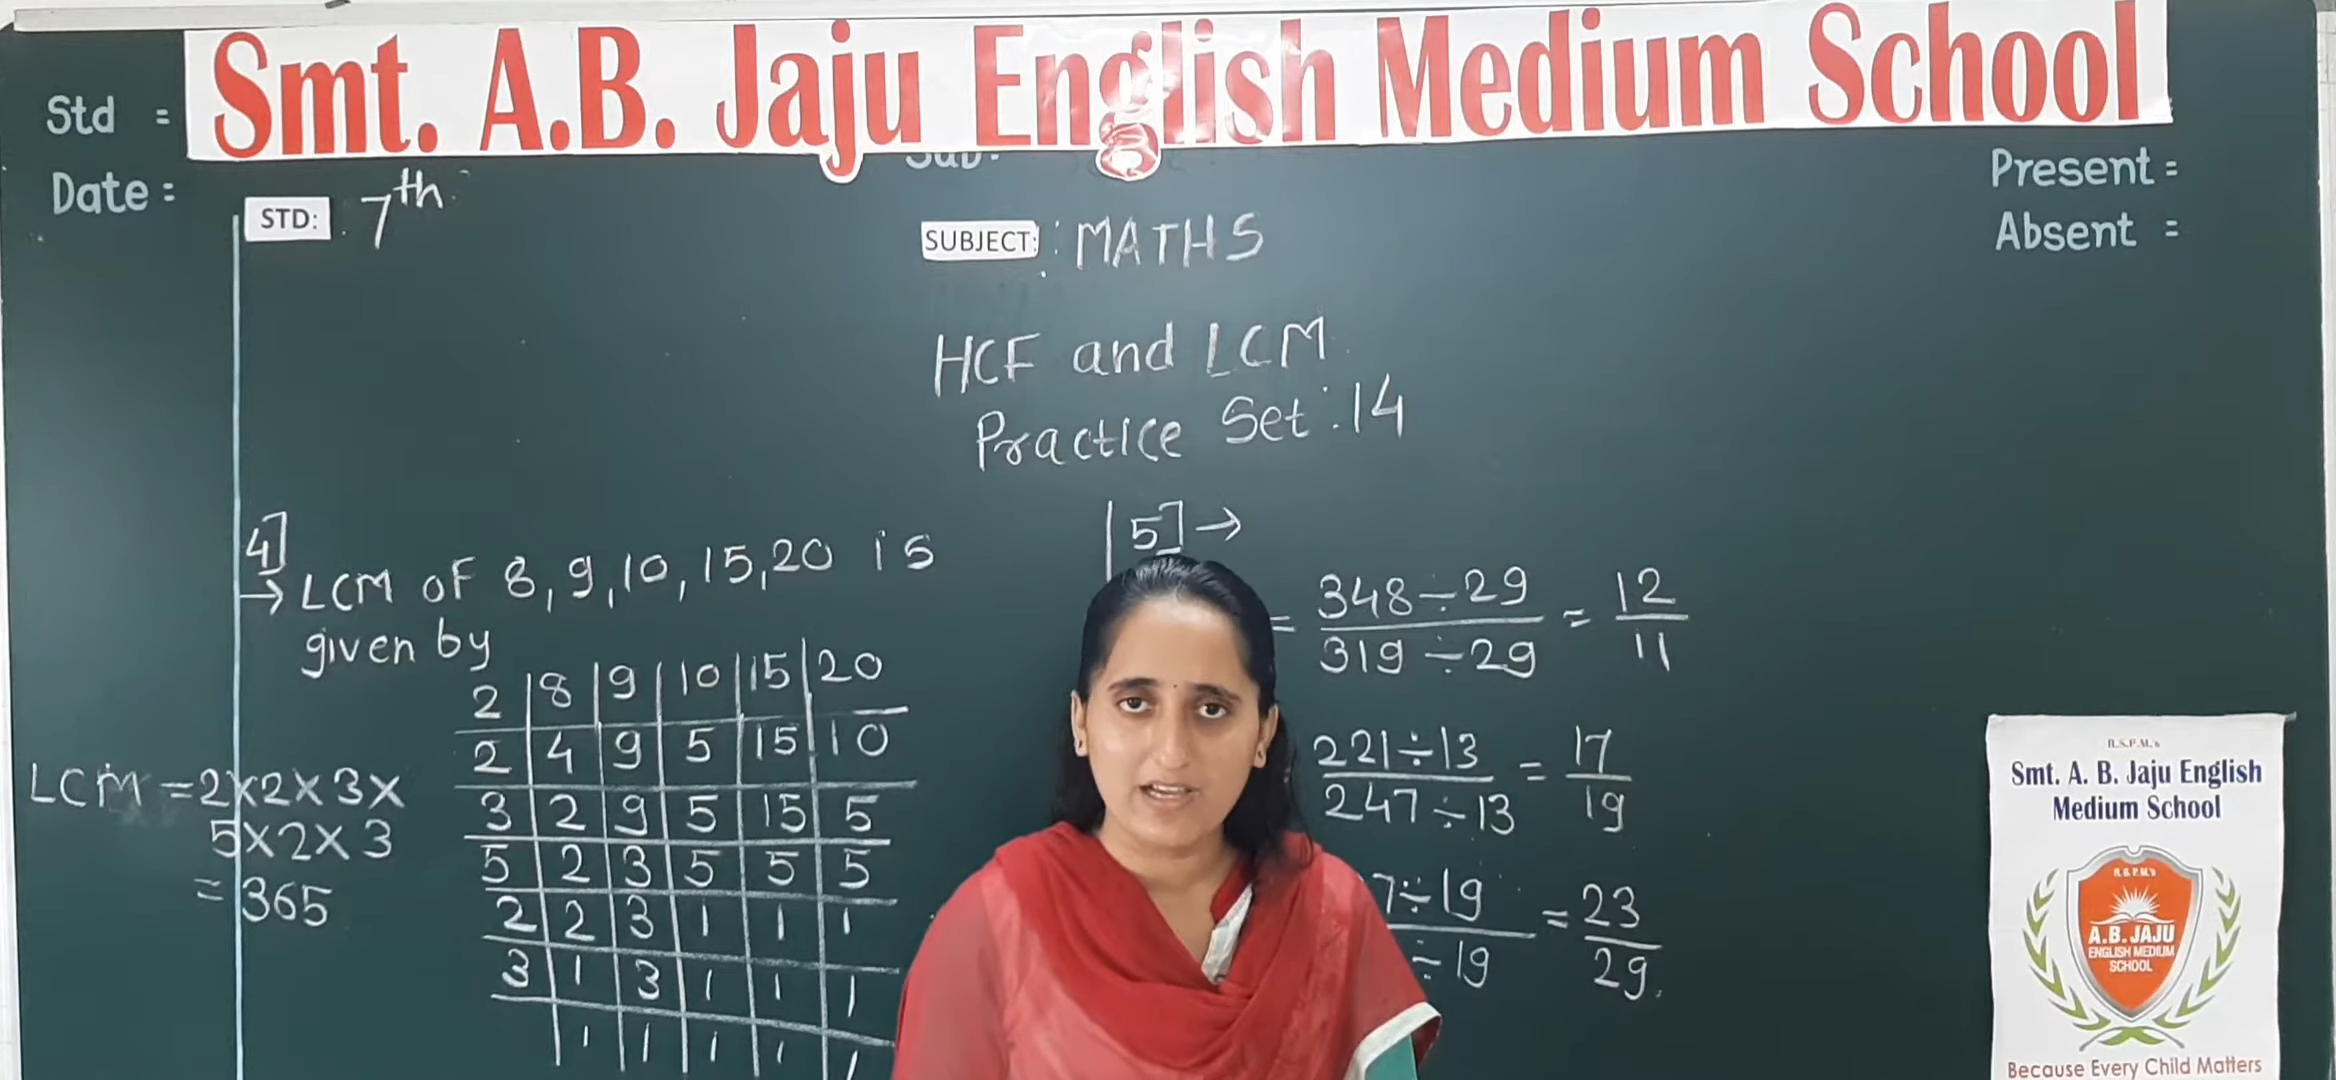 Smt. A.B. Jaju English Medium School
Std =
Date :
Present =
Absent =
STD: 7th
SUBJECT: : MATHS
HCF and LCM
Practice Set : 14
4]
→ LCM OF 8, 9, 10, 15, 20 is
given by
2 | 8 | 9 | 10 | 15 | 20
2 | 4 | 9 | 5 | 15 | 10
3 | 2 | 9 | 5 | 15 | 5
5 | 2 | 3 | 5 | 5 | 5
2 | 2 | 3 | 1 | 1 | 1
3 | 1 | 3 | 1 | 1 | 1
1 | 1 | 1 | 1 | 1
LCM = 2×2×3×
5×2×3
= 365
5] →
= 348÷29 / 319÷29 = 12/11
221÷13 / 247÷13 = 17/19
7÷19 / ÷19 = 23/29
R.S.P.M.'s
Smt. A. B. Jaju English
Medium School
R.S.P.M.'s
A.B. JAJU
ENGLISH MEDIUM
SCHOOL
Because Every Child Matters